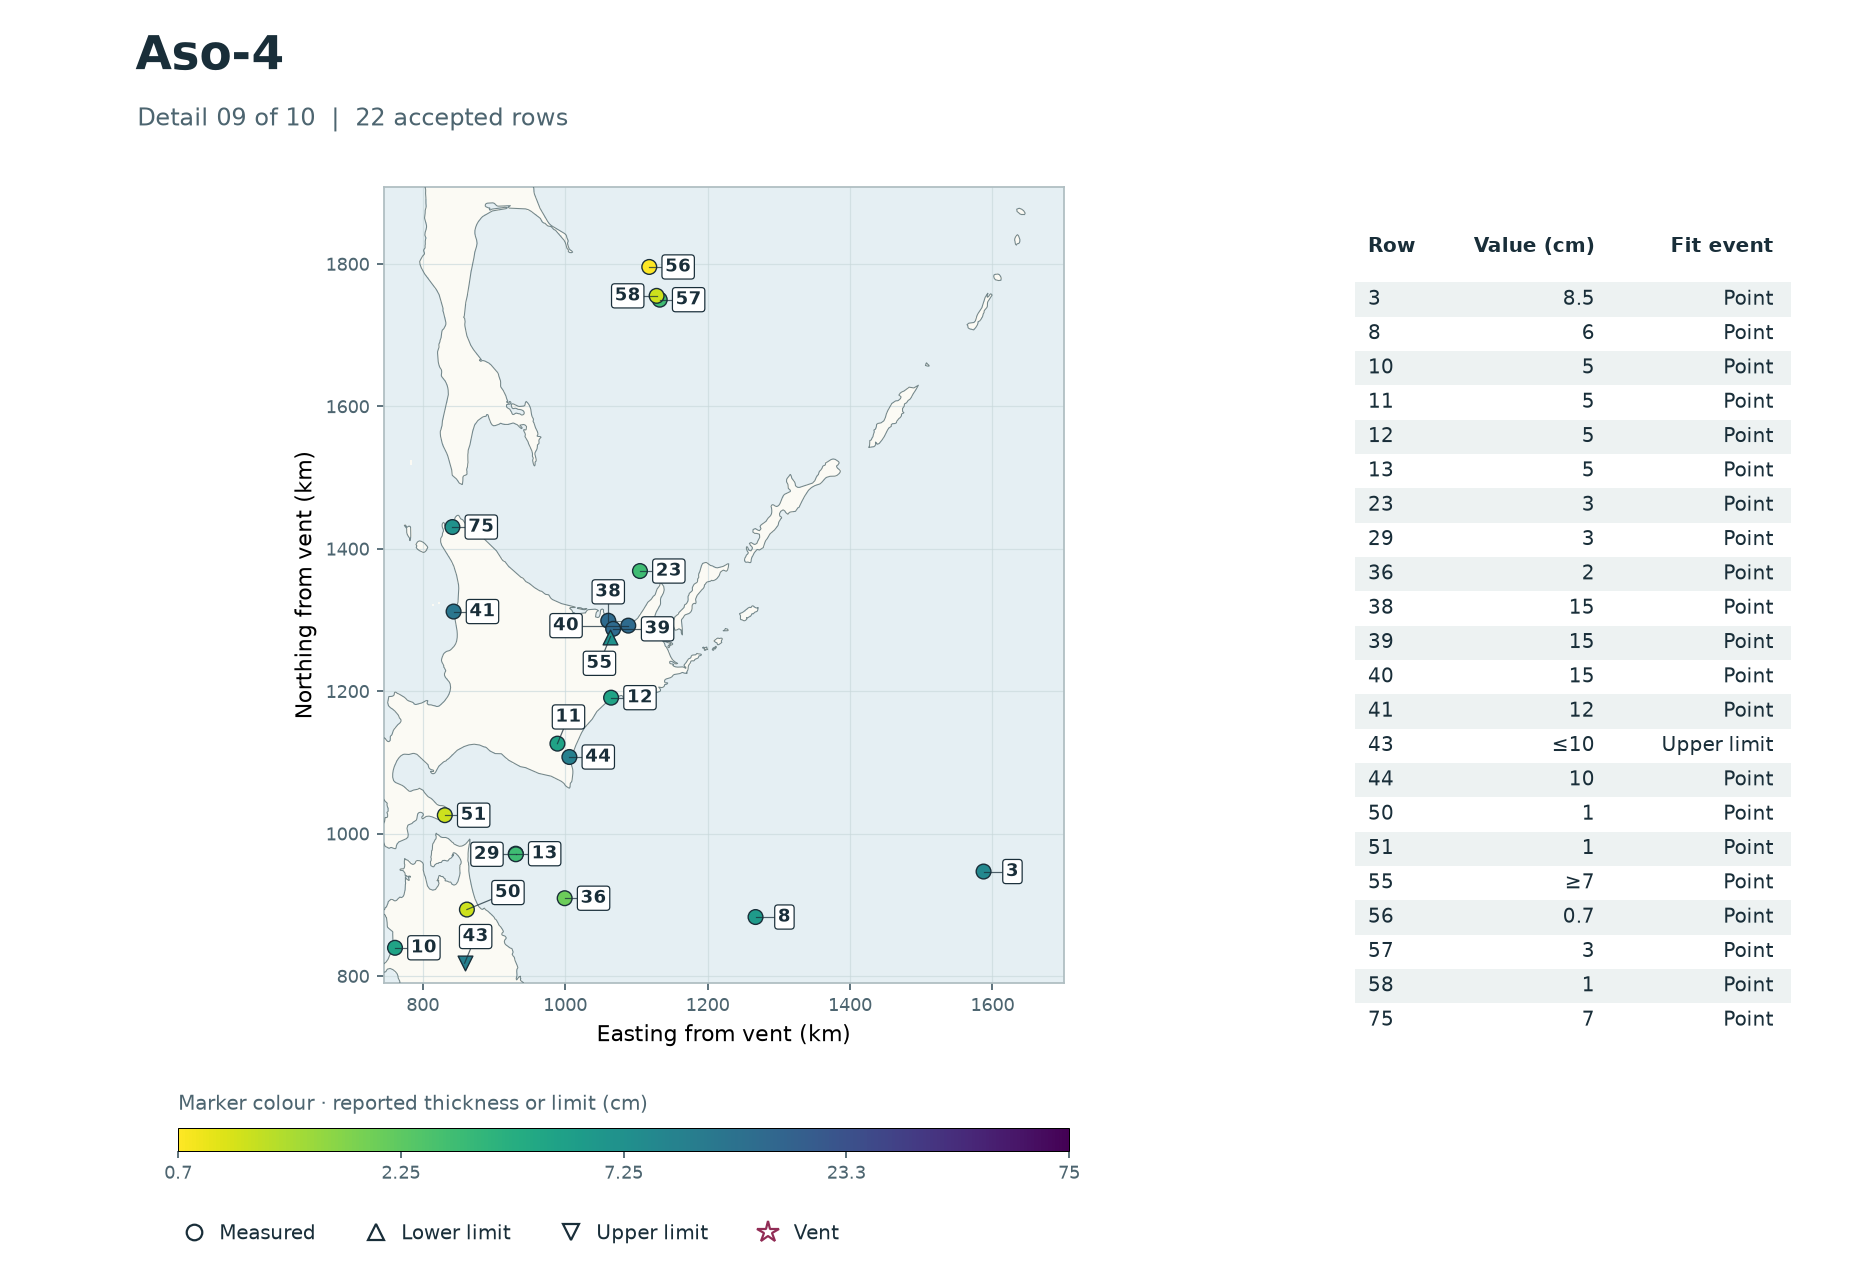 Aso-4
Detail 09 of 10 | 22 accepted rows
Northing from vent (km)
1800
1600
1400
1200
1000
800
56
58
57
75
23
38
41
40
39
55
12
11
44
51
29
13
50
36
3
8
43
10
800
1000
1200
1400
1600
Easting from vent (km)
Row Value (cm) Fit event
3 8.5 Point
8 6 Point
10 5 Point
11 5 Point
12 5 Point
13 5 Point
23 3 Point
29 3 Point
36 2 Point
38 15 Point
39 15 Point
40 15 Point
41 12 Point
43 ≤10 Upper limit
44 10 Point
50 1 Point
51 1 Point
55 ≥7 Point
56 0.7 Point
57 3 Point
58 1 Point
75 7 Point
Marker colour · reported thickness or limit (cm)
0.7 2.25 7.25 23.3 75
Measured Lower limit Upper limit Vent